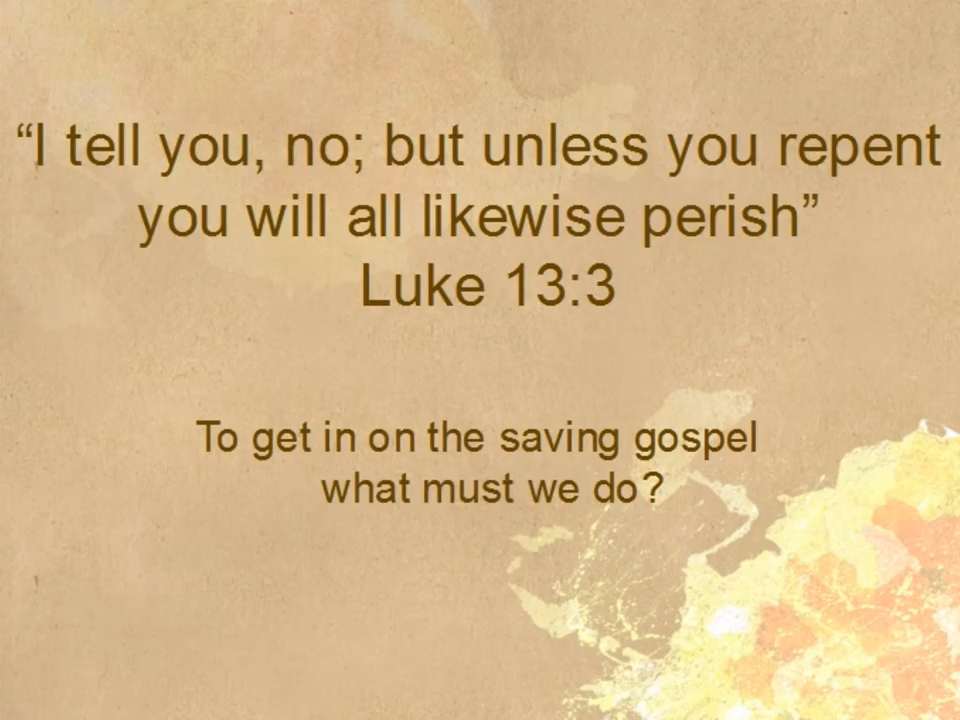 “I tell you, no; but unless you repent
you will all likewise perish”
Luke 13:3
To get in on the saving gospel
what must we do?